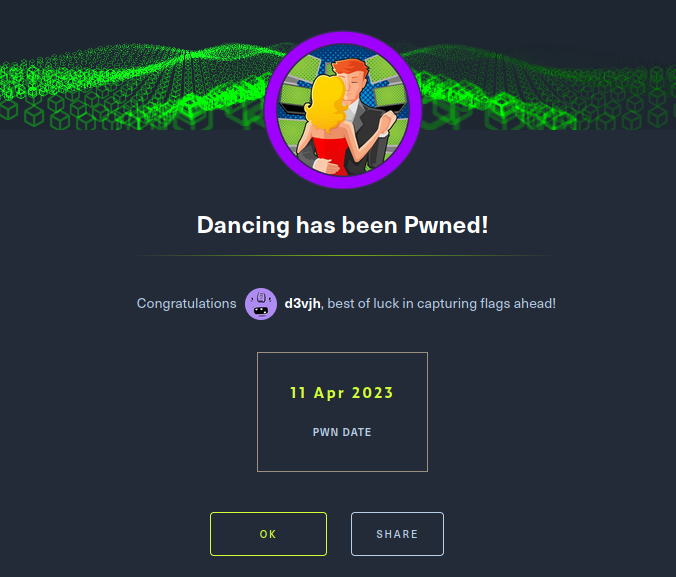 Dancing has been Pwned!
Congratulations d3vjh, best of luck in capturing flags ahead!
11 Apr 2023
PWN DATE
OK SHARE